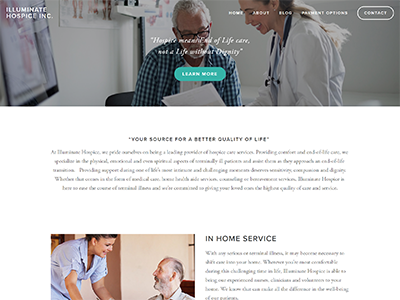 ILLUMINATE
HOSPICE INC.
HOME ABOUT BLOG PAYMENT OPTIONS CONTACT
"Hospice means End of Life care,
not a Life without Dignity"
LEARN MORE
"YOUR SOURCE FOR A BETTER QUALITY OF LIFE"
At Illuminate Hospice, we pride ourselves on being a leading provider of hospice care services. Providing comfort and end-of-life care, we
specialize in the physical, emotional and even spiritual aspects of terminally ill patients and assist them as they approach an end-of-life
transition. Providing support during one of life's most intimate and challenging moments deserves sensitivity, compassion and dignity.
Whether that comes in the form of medical care, home health aide services, counseling or bereavement services, Illuminate Hospice is
here to ease the course of terminal illness and we're committed to giving your loved ones the highest quality of care and service.
IN HOME SERVICE
With any serious or terminal illness, it may become necessary to
shift care into your home. Wherever you're most comfortable
during this challenging time in life, Illuminate Hospice is able to
bring our experienced nurses, clinicians and volunteers to your
home. We know that can make all the difference in the well-being
of our patients.